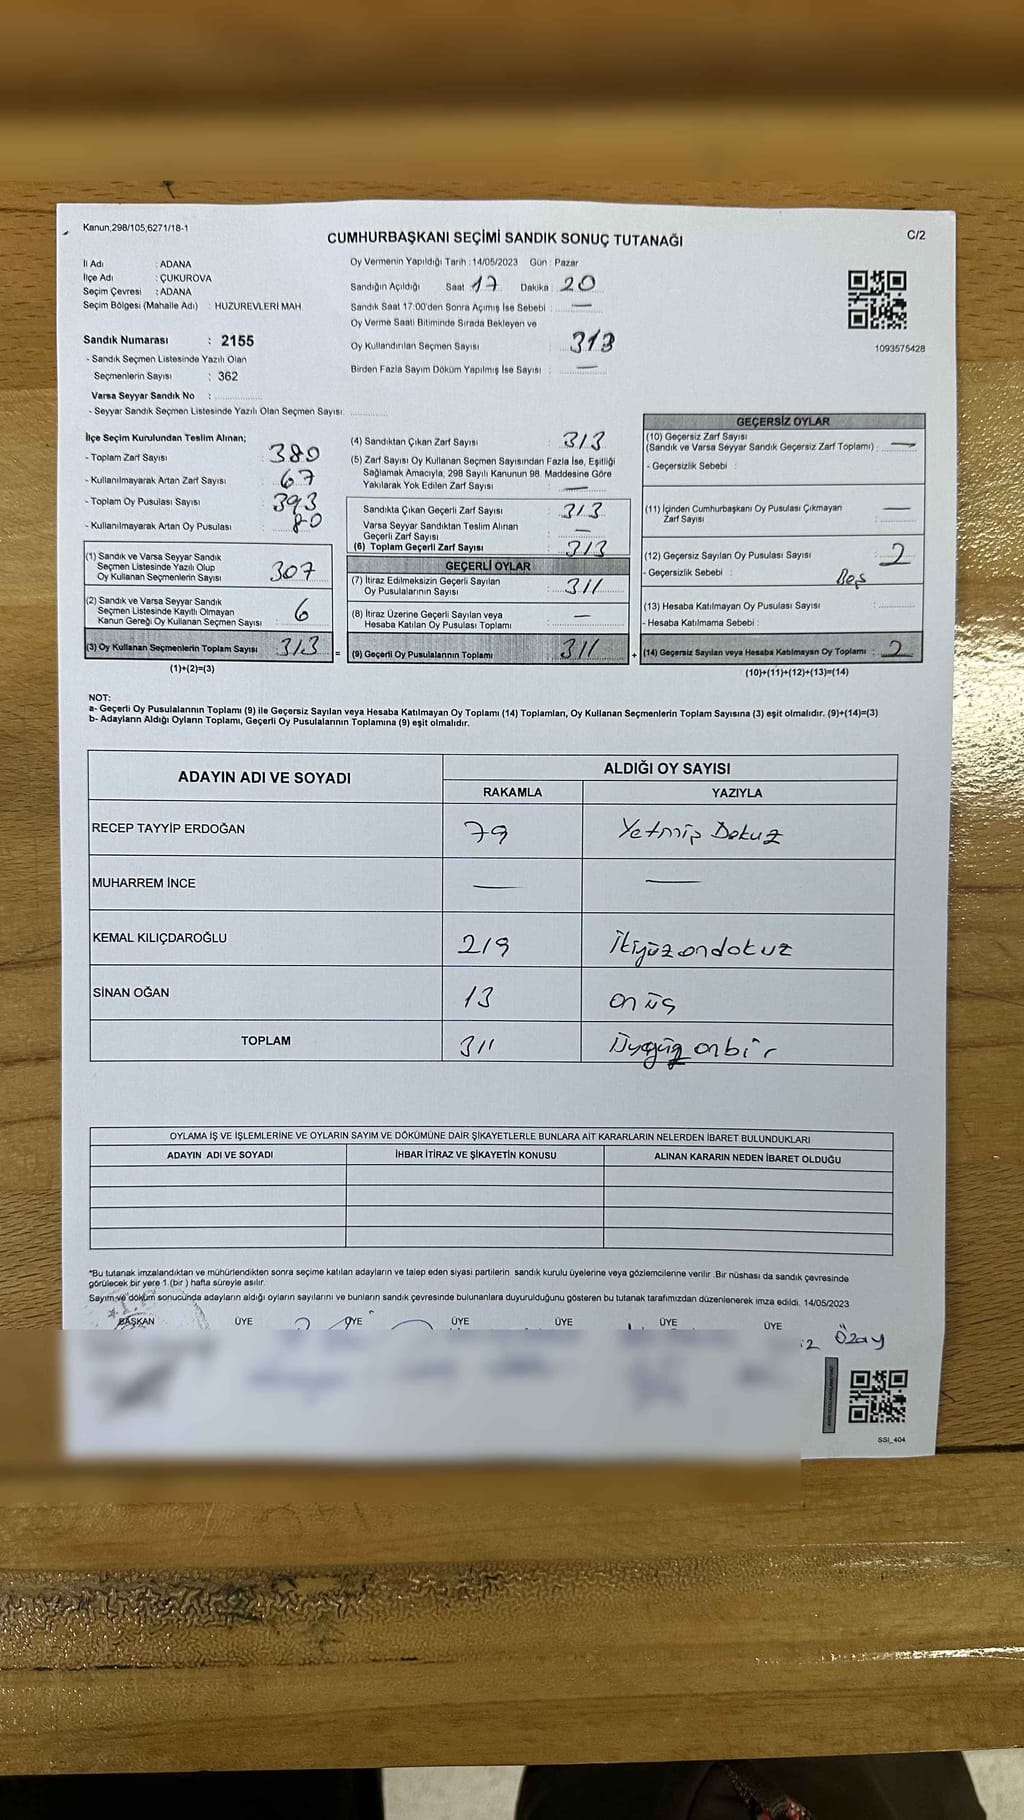 Kanun,298/105,6271/18-1
CUMHURBAŞKANI SEÇİMİ SANDIK SONUÇ TUTANAĞI
C/2
İl Adı : ADANA
İlçe Adı : ÇUKUROVA
Seçim Çevresi : ADANA
Seçim Bölgesi (Mahalle Adı) : HUZUREVLERİ MAH
Sandık Numarası : 2155
- Sandık Seçmen Listesinde Yazılı Olan
Seçmenlerin Sayısı : 362
Varsa Seyyar Sandık No :
- Seyyar Sandık Seçmen Listesinde Yazılı Olan Seçmen Sayısı:
Oy Vermenin Yapıldığı Tarih : 14/05/2023 Gün : Pazar
Sandığın Açıldığı Saat 17 Dakika : 20
Sandık Saat 17:00'den Sonra Açımış İse Sebebi : —
Oy Verme Saati Bitiminde Sırada Bekleyen ve
Oy Kullandırılan Seçmen Sayısı : 313
Birden Fazla Sayım Döküm Yapılmış İse Sayısı : —
1093575428
İlçe Seçim Kurulundan Teslim Alınan;
- Toplam Zarf Sayısı : 380
- Kullanılmayarak Artan Zarf Sayısı : 67
- Toplam Oy Pusulası Sayısı : 393
- Kullanılmayarak Artan Oy Pusulası : 80
(1) Sandık ve Varsa Seyyar Sandık
Seçmen Listesinde Yazılı Olup
Oy Kullanan Seçmenlerin Sayısı : 307
(2) Sandık ve Varsa Seyyar Sandık
Seçmen Listesinde Kayıtlı Olmayan
Kanun Gereği Oy Kullanan Seçmen Sayısı : 6
(3) Oy Kullanan Seçmenlerin Toplam Sayısı : 313
(1)+(2)=(3)
(4) Sandıktan Çıkan Zarf Sayısı : 313
(5) Zarf Sayısı Oy Kullanan Seçmen Sayısından Fazla İse, Eşitliği
Sağlamak Amacıyla, 298 Sayılı Kanunun 98. Maddesine Göre
Yakılarak Yok Edilen Zarf Sayısı : —
Sandıkta Çıkan Geçerli Zarf Sayısı : 313
Varsa Seyyar Sandıktan Teslim Alınan
Geçerli Zarf Sayısı : —
(6) Toplam Geçerli Zarf Sayısı : 313
GEÇERLİ OYLAR
(7) İtiraz Edilmeksizin Geçerli Sayılan
Oy Pusulalarının Sayısı : 311
(8) İtiraz Üzerine Geçerli Sayılan veya
Hesaba Katılan Oy Pusulası Toplamı : —
= (9) Geçerli Oy Pusulalarının Toplamı : 311
GEÇERSİZ OYLAR
(10) Geçersiz Zarf Sayısı
(Sandık ve Varsa Seyyar Sandık Geçersiz Zarf Toplamı) : —
- Geçersizlik Sebebi :
(11) İçinden Cumhurbaşkanı Oy Pusulası Çıkmayan
Zarf Sayısı : —
(12) Geçersiz Sayılan Oy Pusulası Sayısı : 2
- Geçersizlik Sebebi : Boş
(13) Hesaba Katılmayan Oy Pusulası Sayısı :
- Hesaba Katılmama Sebebi :
+ (14) Geçersiz Sayılan veya Hesaba Katılmayan Oy Toplamı : 2
(10)+(11)+(12)+(13)=(14)
NOT:
a- Geçerli Oy Pusulalarının Toplamı (9) ile Geçersiz Sayılan veya Hesaba Katılmayan Oy Toplamı (14) Toplamları, Oy Kullanan Seçmenlerin Toplam Sayısına (3) eşit olmalıdır. (9)+(14)=(3)
b- Adayların Aldığı Oyların Toplamı, Geçerli Oy Pusulalarının Toplamına (9) eşit olmalıdır.
ADAYIN ADI VE SOYADI ALDIĞI OY SAYISI
RAKAMLA YAZIYLA
RECEP TAYYİP ERDOĞAN 79 Yetmiş Dokuz
MUHARREM İNCE — —
KEMAL KILIÇDAROĞLU 219 İkiyüzondokuz
SİNAN OĞAN 13 on üç
TOPLAM 311 Üçyüz onbir
OYLAMA İŞ VE İŞLEMLERİNE VE OYLARIN SAYIM VE DÖKÜMÜNE DAİR ŞİKAYETLERLE BUNLARA AİT KARARLARIN NELERDEN İBARET BULUNDUKLARI
ADAYIN ADI VE SOYADI İHBAR İTİRAZ VE ŞİKAYETİN KONUSU ALINAN KARARIN NEDEN İBARET OLDUĞU
*Bu tutanak imzalandıktan ve mühürlendikten sonra seçime katılan adayların ve talep eden siyasi partilerin sandık kurulu üyelerine veya gözlemcilerine verilir. Bir nüshası da sandık çevresinde
görülecek bir yere 1 (bir) hafta süreyle asılır.
Sayım ve döküm sonucunda adayların aldığı oyların sayılarını ve bunların sandık çevresinde bulunanlara duyurulduğunu gösteren bu tutanak tarafımızdan düzenlenerek imza edildi. 14/05/2023
BAŞKAN ÜYE ÜYE ÜYE ÜYE ÜYE ÜYE
Özay
SSI_404